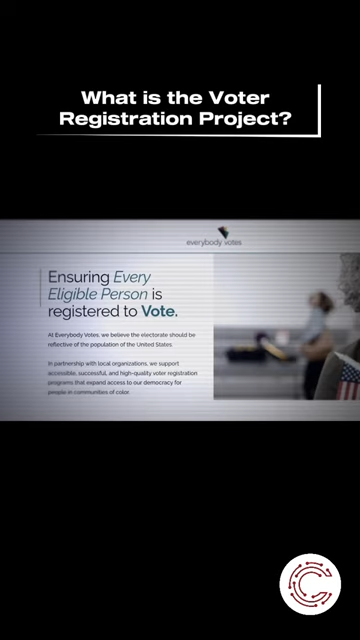 What is the Voter
Registration Project?
everybody votes
Ensuring Every
Eligible Person is
registered to Vote.
At Everybody Votes, we believe the electorate should be
reflective of the population of the United States
In partnership with local organizations, we support
accessible, successful, and high-quality voter registration
programs that expand access to our democracy for
people in communities of color